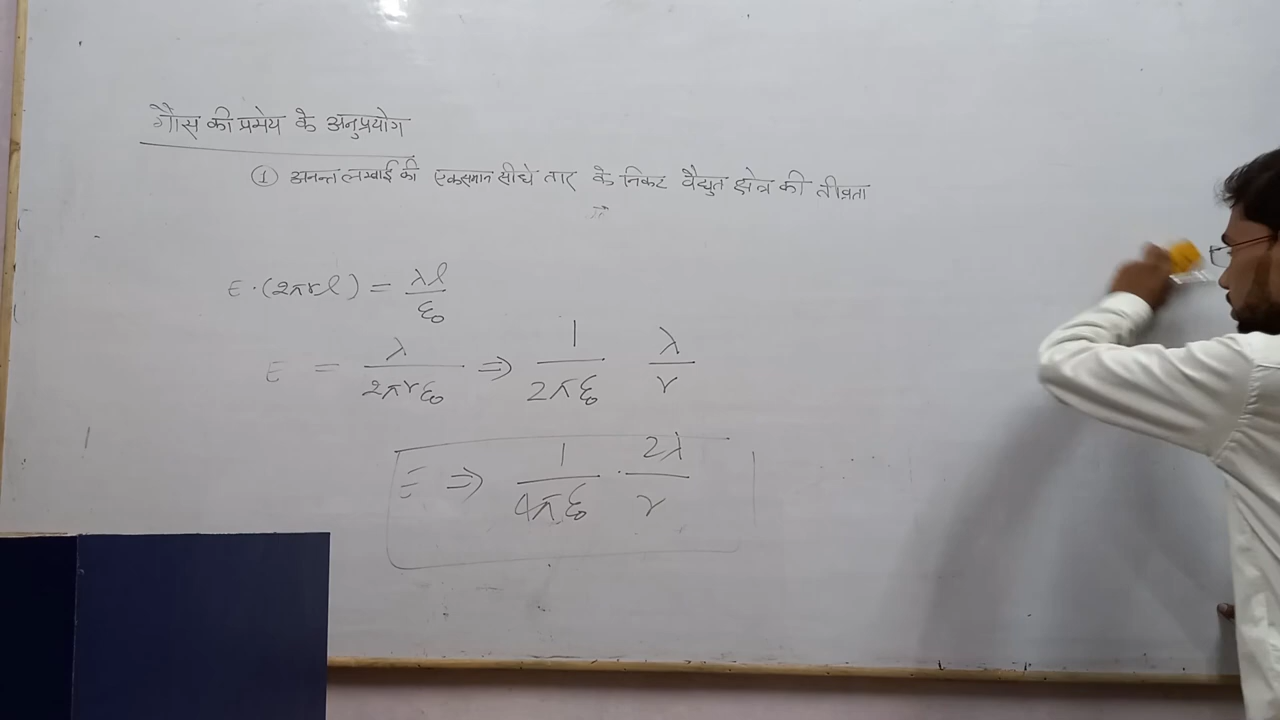 गौस की प्रमेय के अनुप्रयोग
① अनन्त लम्बाई की एकसमान सीधे तार के निकट वैद्युत क्षेत्र की तीव्रता
E·(2πrl) = λl/ε₀
E = λ/2πrε₀ ⇒ 1/2πε₀ λ/r
E ⇒ 1/4πε₀ · 2λ/r